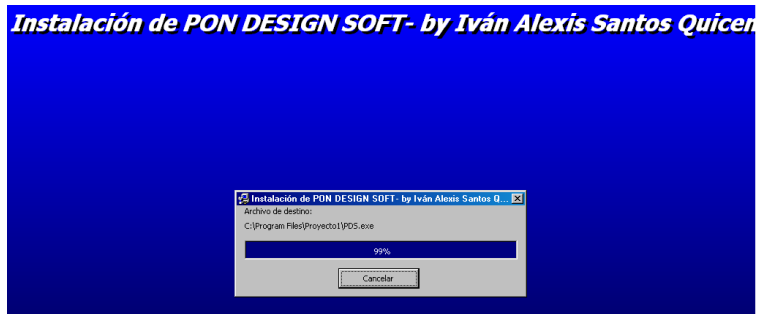 Instalación de PON DESIGN SOFT- by Iván Alexis Santos Quicen
Instalación de PON DESIGN SOFT- by Iván Alexis Santos Q...
Archivo de destino:
C:\Program Files\Proyecto1\PDS.exe
99%
Cancelar